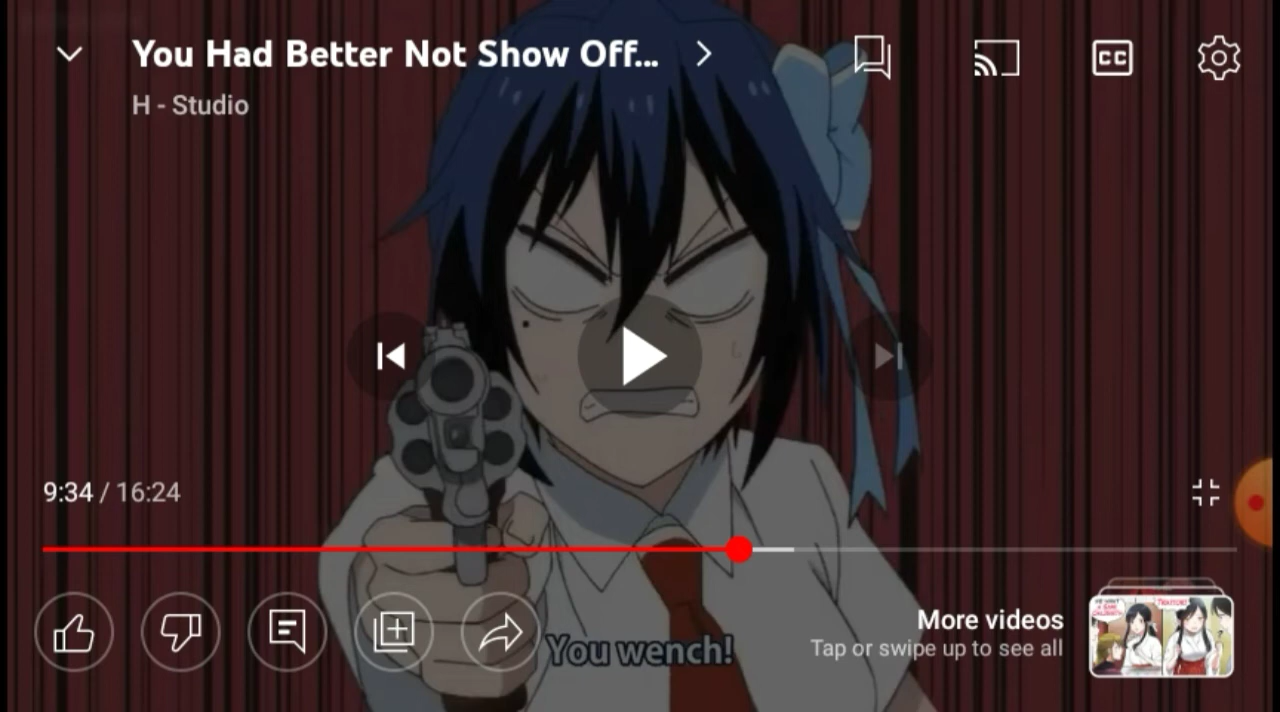 You Had Better Not Show Off...
H - Studio
CC
9:34 / 16:24
More videos
Tap or swipe up to see all
You wench!